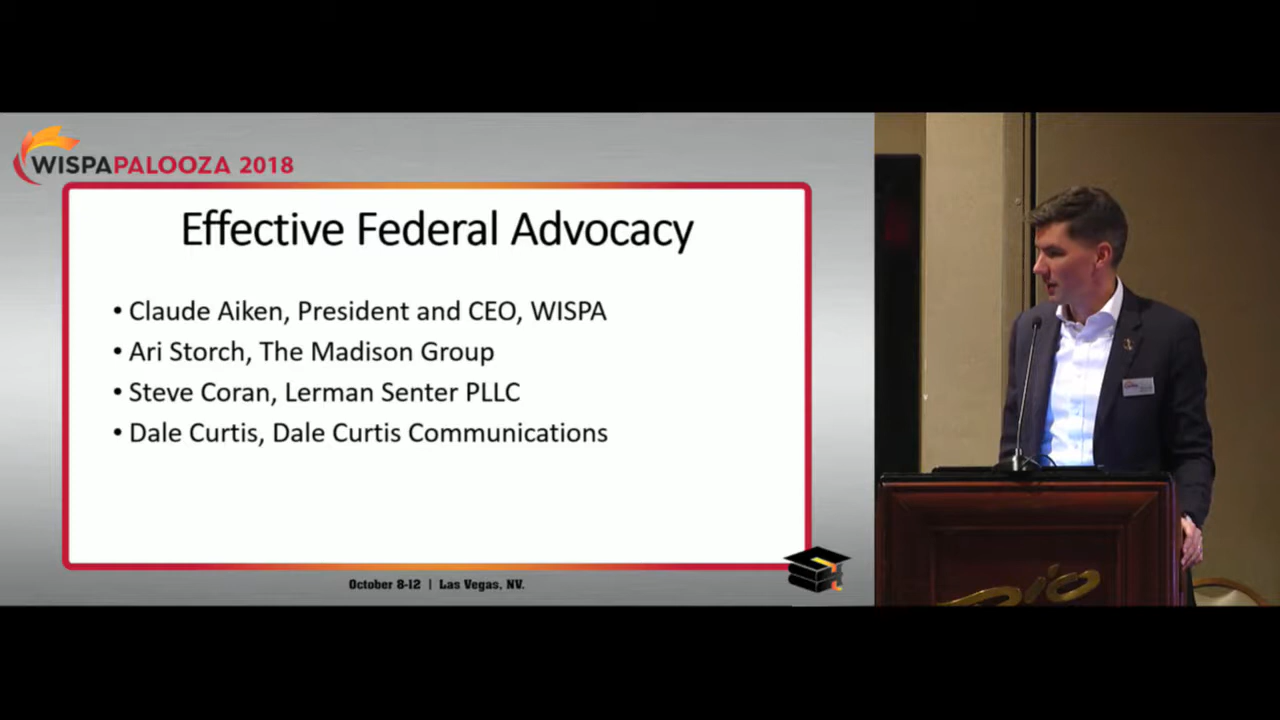 WISPAPALOOZA 2018
Effective Federal Advocacy
• Claude Aiken, President and CEO, WISPA
• Ari Storch, The Madison Group
• Steve Coran, Lerman Senter PLLC
• Dale Curtis, Dale Curtis Communications
October 8-12 | Las Vegas, NV.
Rio